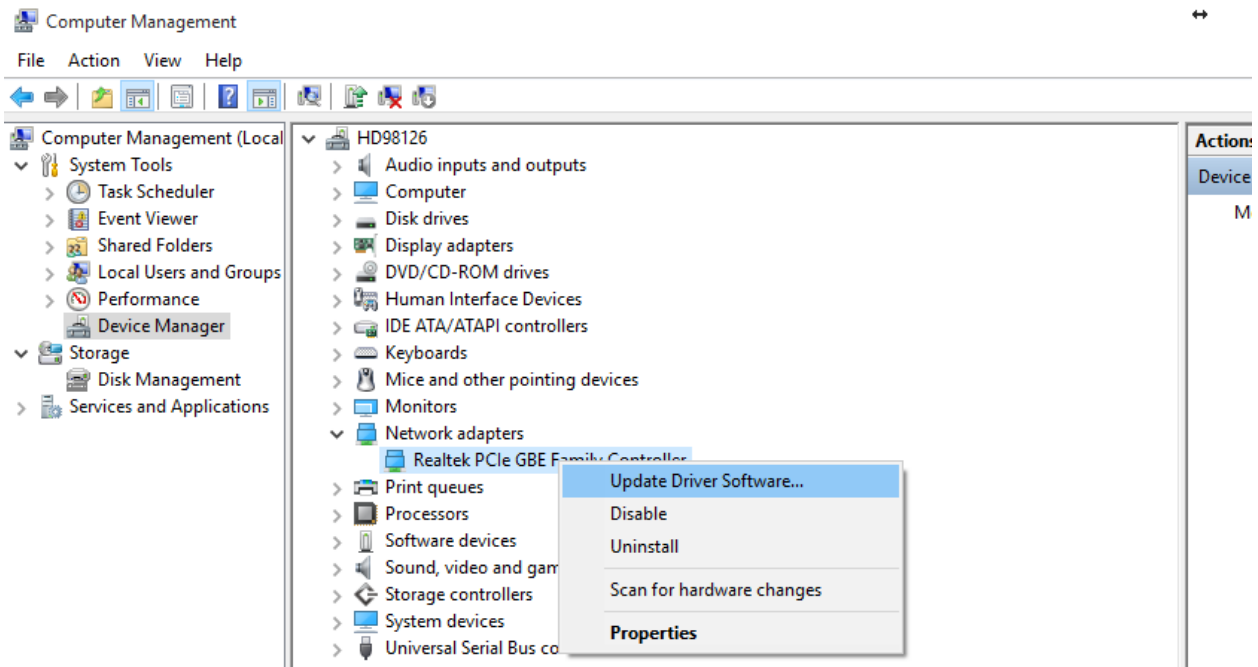 Computer Management
File Action View Help
Computer Management (Local
System Tools
Task Scheduler
Event Viewer
Shared Folders
Local Users and Groups
Performance
Device Manager
Storage
Disk Management
Services and Applications
HD98126
Audio inputs and outputs
Computer
Disk drives
Display adapters
DVD/CD-ROM drives
Human Interface Devices
IDE ATA/ATAPI controllers
Keyboards
Mice and other pointing devices
Monitors
Network adapters
Realtek PCIe GBE Family Controller
Print queues
Processors
Software devices
Sound, video and gam
Storage controllers
System devices
Universal Serial Bus co
Update Driver Software...
Disable
Uninstall
Scan for hardware changes
Properties
Actions
Device
M